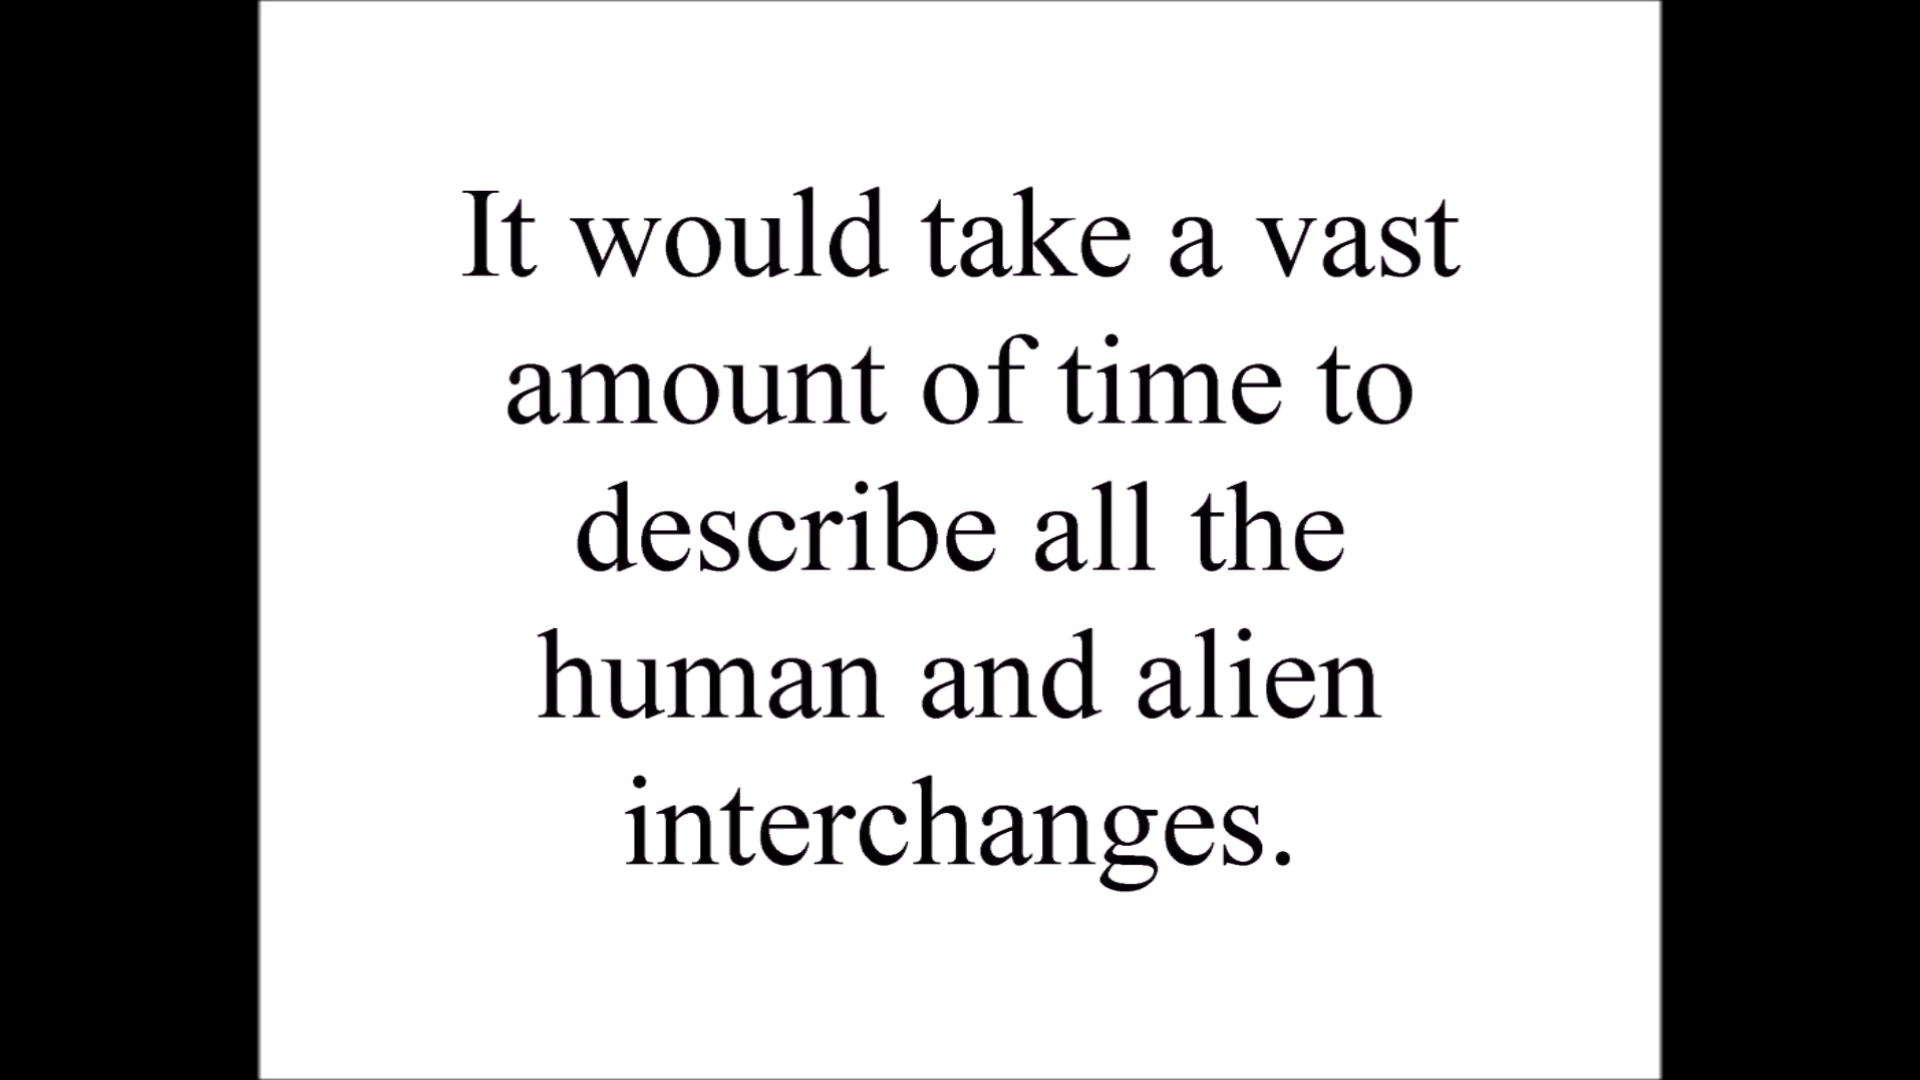 It would take a vast
amount of time to
describe all the
human and alien
interchanges.